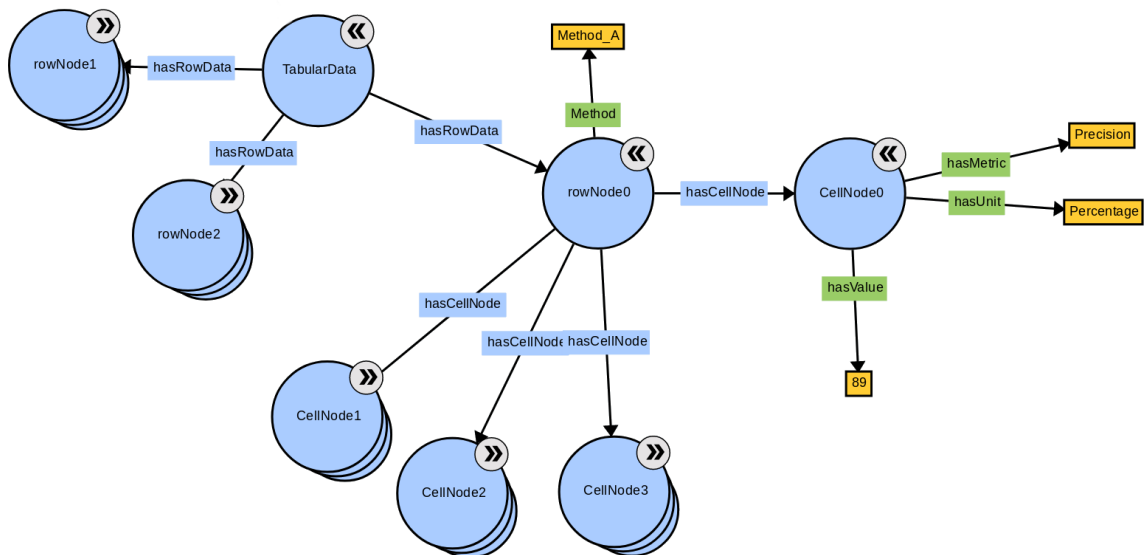 Method_A
rowNode1
hasRowData
TabularData
Method
hasRowData
Precision
hasRowData
hasMetric
rowNode2
rowNode0
hasCellNode
CellNode0
hasUnit
Percentage
hasCellNode
hasValue
hasCellNode
hasCellNode
89
CellNode1
CellNode2
CellNode3